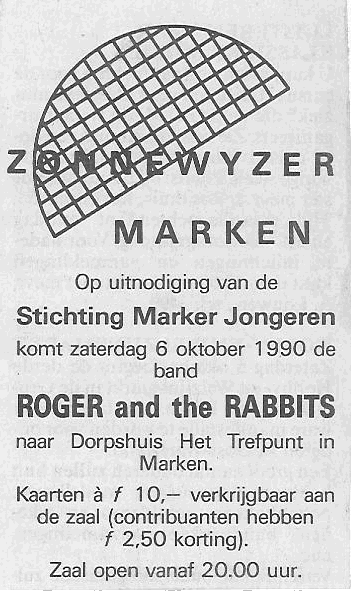 ZONNEWYZER
MARKEN
Op uitnodiging van de
Stichting Marker Jongeren
komt zaterdag 6 oktober 1990 de
band
ROGER and the RABBITS
naar Dorpshuis Het Trefpunt in
Marken.
Kaarten à ƒ 10,– verkrijgbaar aan
de zaal (contribuanten hebben
ƒ 2,50 korting).
Zaal open vanaf 20.00 uur.